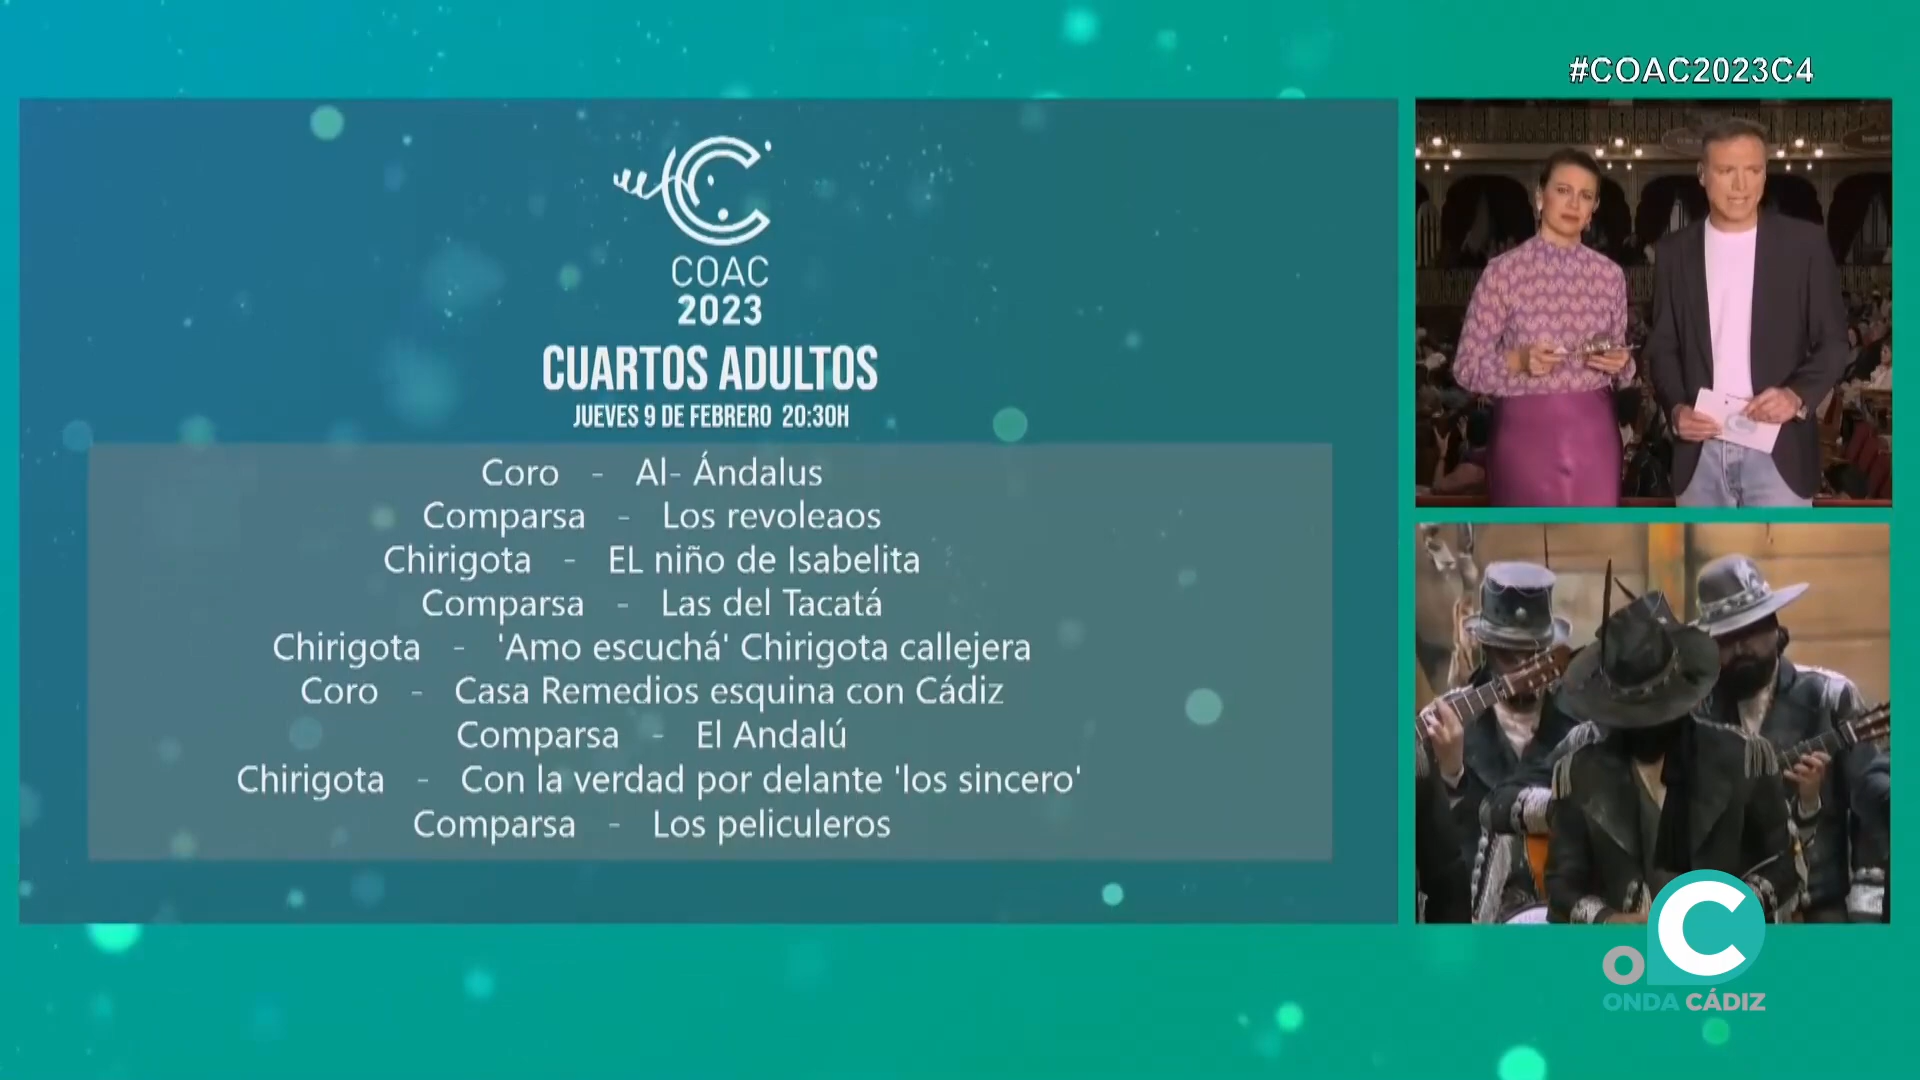 #COAC2023C4
COAC
2023
CUARTOS ADULTOS
JUEVES 9 DE FEBRERO 20:30H
Coro - Al- Ándalus
Comparsa - Los revoleaos
Chirigota - EL niño de Isabelita
Comparsa - Las del Tacatá
Chirigota - 'Amo escuchá' Chirigota callejera
Coro - Casa Remedios esquina con Cádiz
Comparsa - El Andalú
Chirigota - Con la verdad por delante 'los sincero'
Comparsa - Los peliculeros
O C
ONDA CÁDIZ